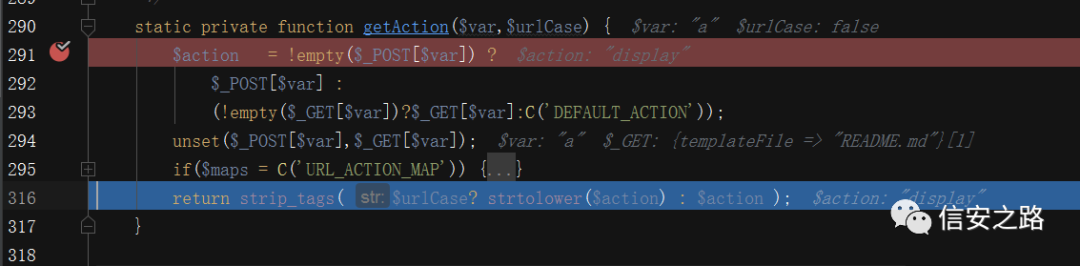 290 static private function getAction($var,$urlCase) { $var: "a" $urlCase: false
291 $action = !empty($_POST[$var]) ? $action: "display"
292 $_POST[$var] :
293 (!empty($_GET[$var])?$_GET[$var]:C('DEFAULT_ACTION'));
294 unset($_POST[$var],$_GET[$var]); $var: "a" $_GET: {templateFile => "README.md"}[1]
295 if($maps = C('URL_ACTION_MAP')) {...}
316 return strip_tags( str: $urlCase? strtolower($action) : $action ); $action: "display"
317 }
信安之路
318